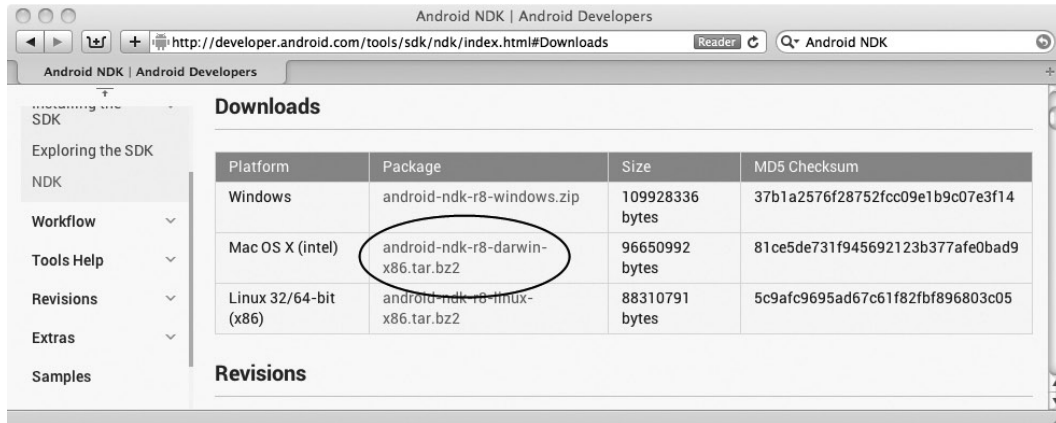 Android NDK | Android Developers
http://developer.android.com/tools/sdk/ndk/index.html#Downloads
Reader
Android NDK
Android NDK | Android Developers
SDK
Exploring the SDK
NDK
Workflow
Tools Help
Revisions
Extras
Samples
Downloads
Platform Package Size MD5 Checksum
Windows android-ndk-r8-windows.zip 109928336 37b1a2576f28752fcc09e1b9c07e3f14
bytes
Mac OS X (intel) android-ndk-r8-darwin- 96650992 81ce5de731f945692123b377afe0bad9
x86.tar.bz2 bytes
Linux 32/64-bit android-ndk-r8-linux- 88310791 5c9afc9695ad67c61f82fbf896803c05
(x86) x86.tar.bz2 bytes
Revisions